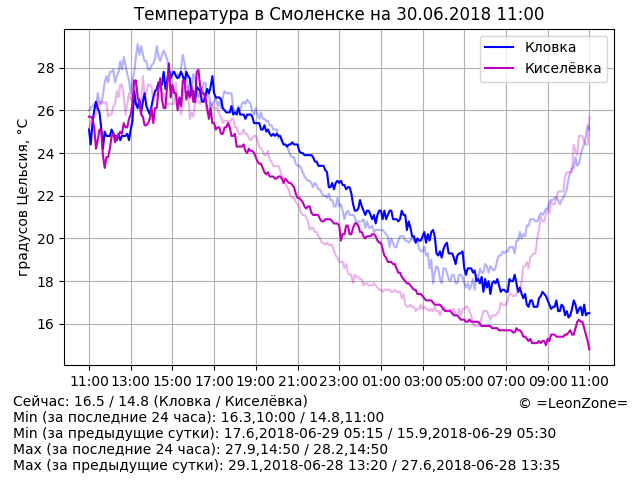 Температура в Смоленске на 30.06.2018 11:00
градусов Цельсия, °C
28
26
24
22
20
18
16
Кловка
Киселёвка
11:00 13:00 15:00 17:00 19:00 21:00 23:00 01:00 03:00 05:00 07:00 09:00 11:00
Сейчас: 16.5 / 14.8 (Кловка / Киселёвка)
© =LeonZone=
Min (за последние 24 часа): 16.3,10:00 / 14.8,11:00
Min (за предыдущие сутки): 17.6,2018-06-29 05:15 / 15.9,2018-06-29 05:30
Max (за последние 24 часа): 27.9,14:50 / 28.2,14:50
Max (за предыдущие сутки): 29.1,2018-06-28 13:20 / 27.6,2018-06-28 13:35